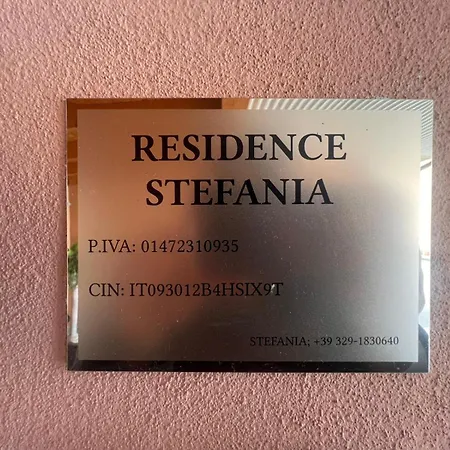 RESIDENCE
STEFANIA
P.IVA: 01472310935
CIN: IT093012B4HSIX9T
STEFANIA; +39 329-1830640